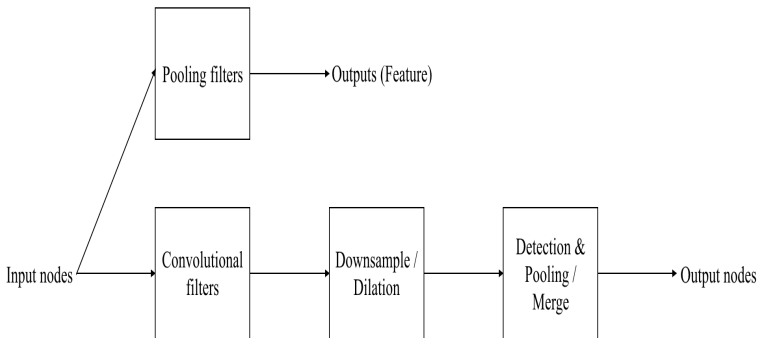 Pooling filters
Outputs (Feature)
Input nodes
Convolutional
filters
Downsample /
Dilation
Detection &
Pooling /
Merge
Output nodes